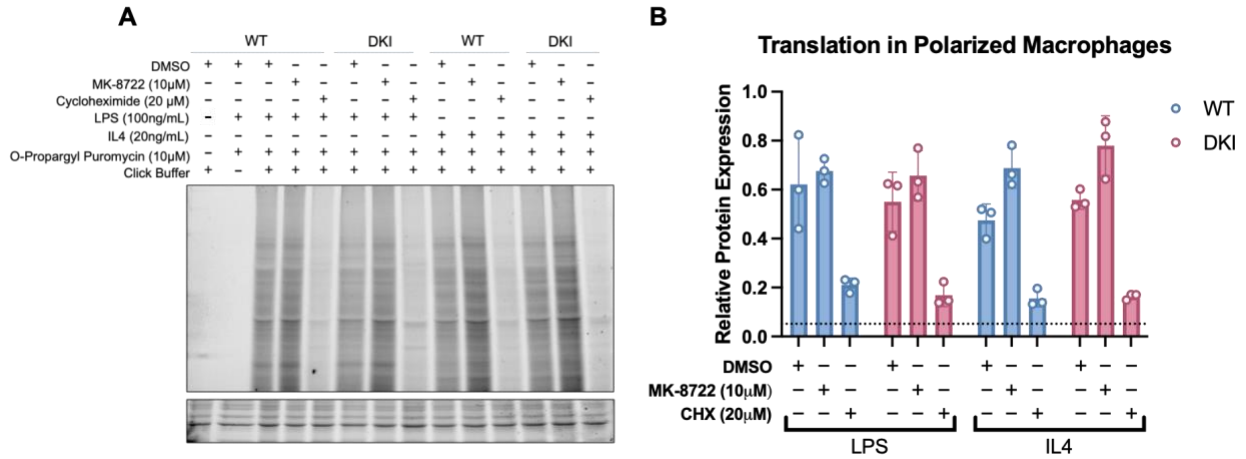 A
WT DKI WT DKI
DMSO + + + − − + − − + − − + − −
MK-8722 (10μM) − − − + − − + − − + − − + −
Cycloheximide (20 μM) − − − − + − − + − − + − − +
LPS (100ng/mL) − + + + + + + + − − − − − −
IL4 (20ng/mL) − − − − − − − − + + + + + +
O-Propargyl Puromycin (10μM) − + + + + + + + + + + + + +
Click Buffer + − + + + + + + + + + + + +
B
Translation in Polarized Macrophages
Relative Protein Expression
1.0
0.8
0.6
0.4
0.2
0.0
WT
DKI
DMSO + − − + − − + − − + − −
MK-8722 (10μM) − + − − + − − + − − + −
CHX (20μM) − − + − − + − − + − − +
LPS IL4